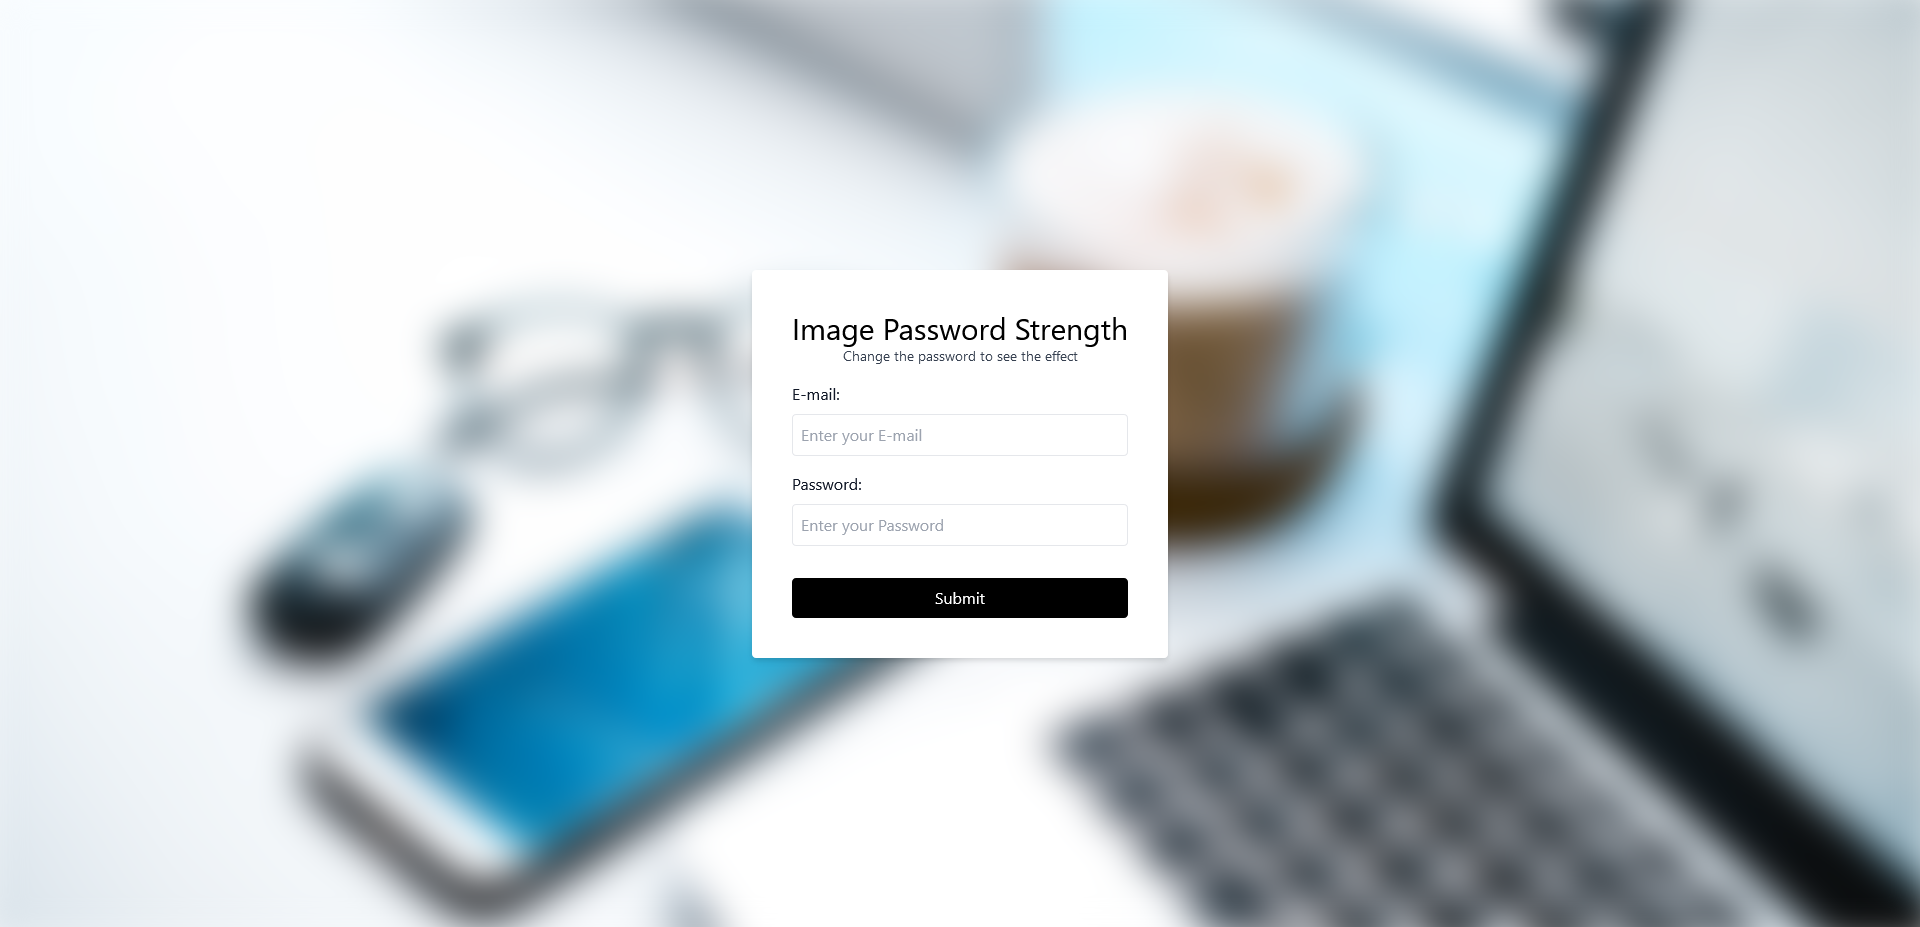 Image Password Strength
Change the password to see the effect
E-mail:
Enter your E-mail
Password:
Enter your Password
Submit